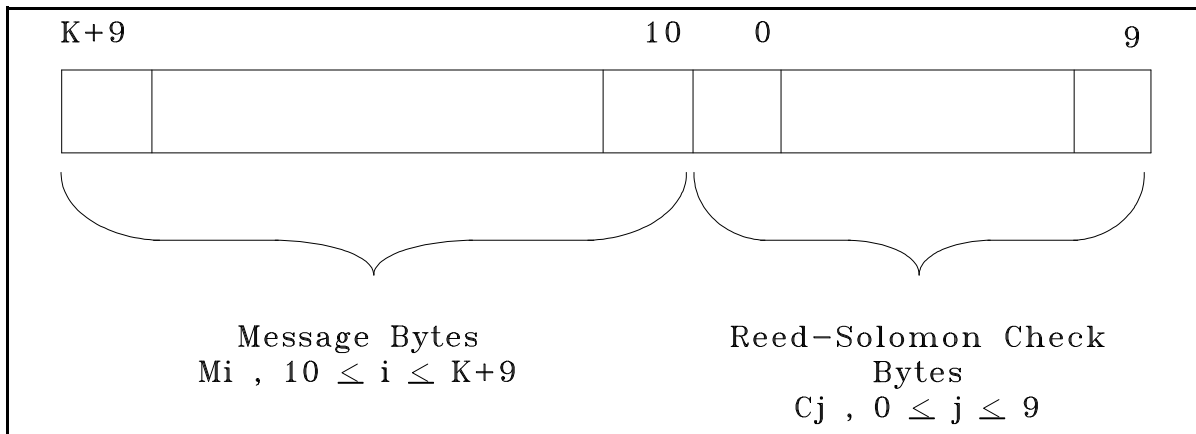 K+9 10 0 9
Message Bytes
Mi , 10 ≤ i ≤ K+9
Reed-Solomon Check
Bytes
Cj , 0 ≤ j ≤ 9